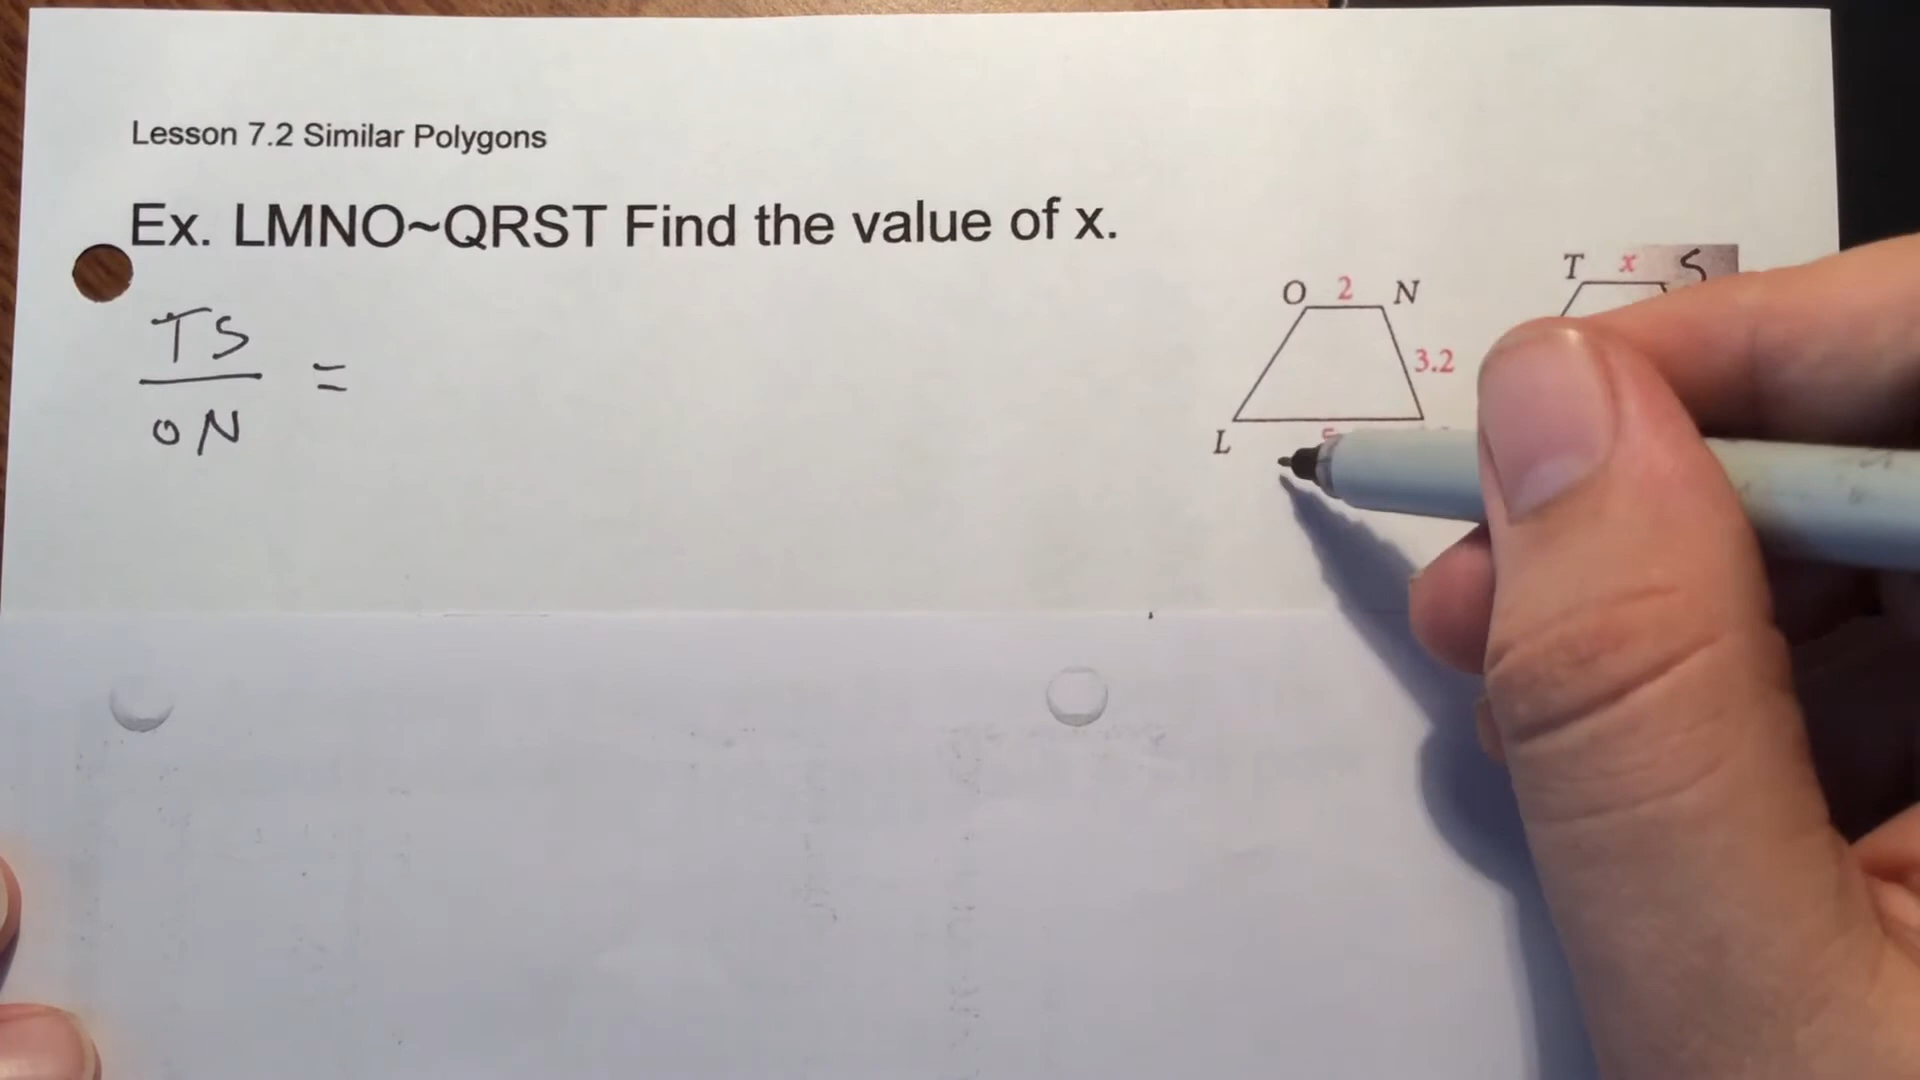 Lesson 7.2 Similar Polygons
Ex. LMNO~QRST Find the value of x.
TS
ON
=
O 2 N
3.2
L
T x S